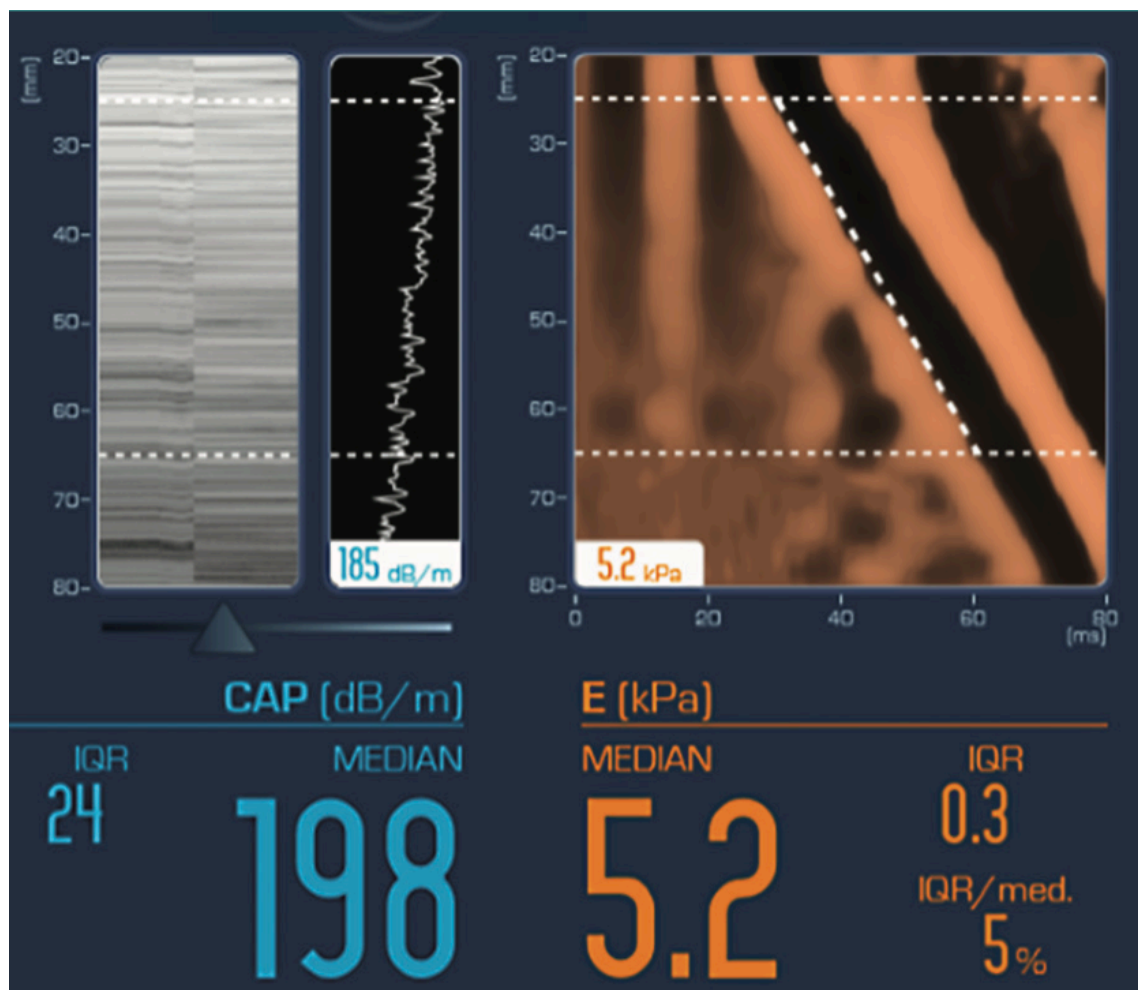 [mm]
20-
30-
40-
50-
60-
70-
80-
185 dB/m
[mm]
20-
30-
40-
50-
60-
70-
80-
5.2 kPa
0 20 40 60 80
[ms]
CAP (dB/m)
IQR
24
MEDIAN
198
E (kPa)
MEDIAN
5.2
IQR
0.3
IQR/med.
5%